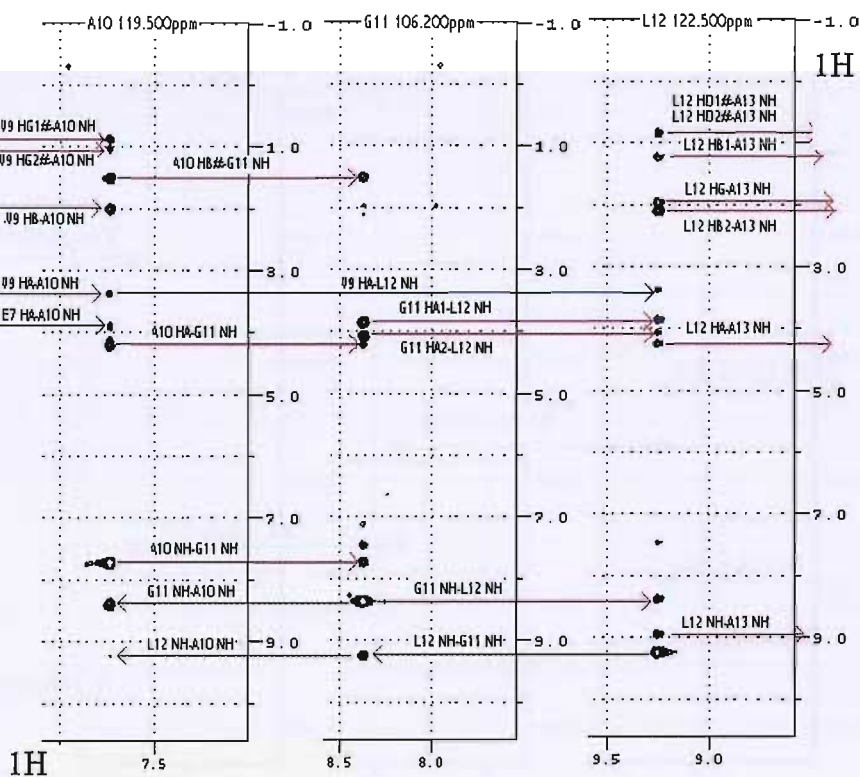 A10 119.500ppm
G11 106.200ppm
L12 122.500ppm
-1.0
-1.0
-1.0
1H
V9 HG1#-A10 NH
V9 HG2#-A10 NH
V9 HB-A10 NH
V9 HA-A10 NH
E7 HA-A10 NH
A10 HB#-G11 NH
A10 HA-G11 NH
V9 HA-L12 NH
G11 HA1-L12 NH
G11 HA2-L12 NH
L12 HD1#-A13 NH
L12 HD2#-A13 NH
L12 HB1-A13 NH
L12 HG-A13 NH
L12 HB2-A13 NH
L12 HA-A13 NH
1.0
1.0
1.0
3.0
3.0
3.0
5.0
5.0
5.0
7.0
7.0
7.0
A10 NH-G11 NH
G11 NH-A10 NH
L12 NH-A10 NH
G11 NH-L12 NH
L12 NH-G11 NH
L12 NH-A13 NH
9.0
9.0
9.0
1H
7.5
8.5
8.0
9.5
9.0